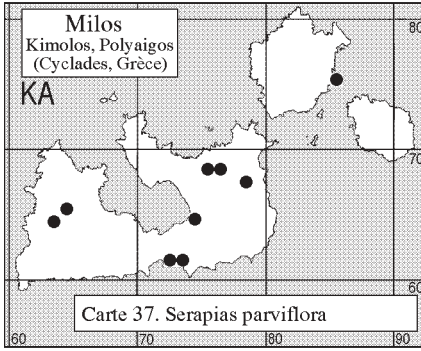 Milos
Kimolos, Polyaigos
(Cyclades, Grèce)
KA
80
70
60
Carte 37. Serapias parviflora
60 70 80 90